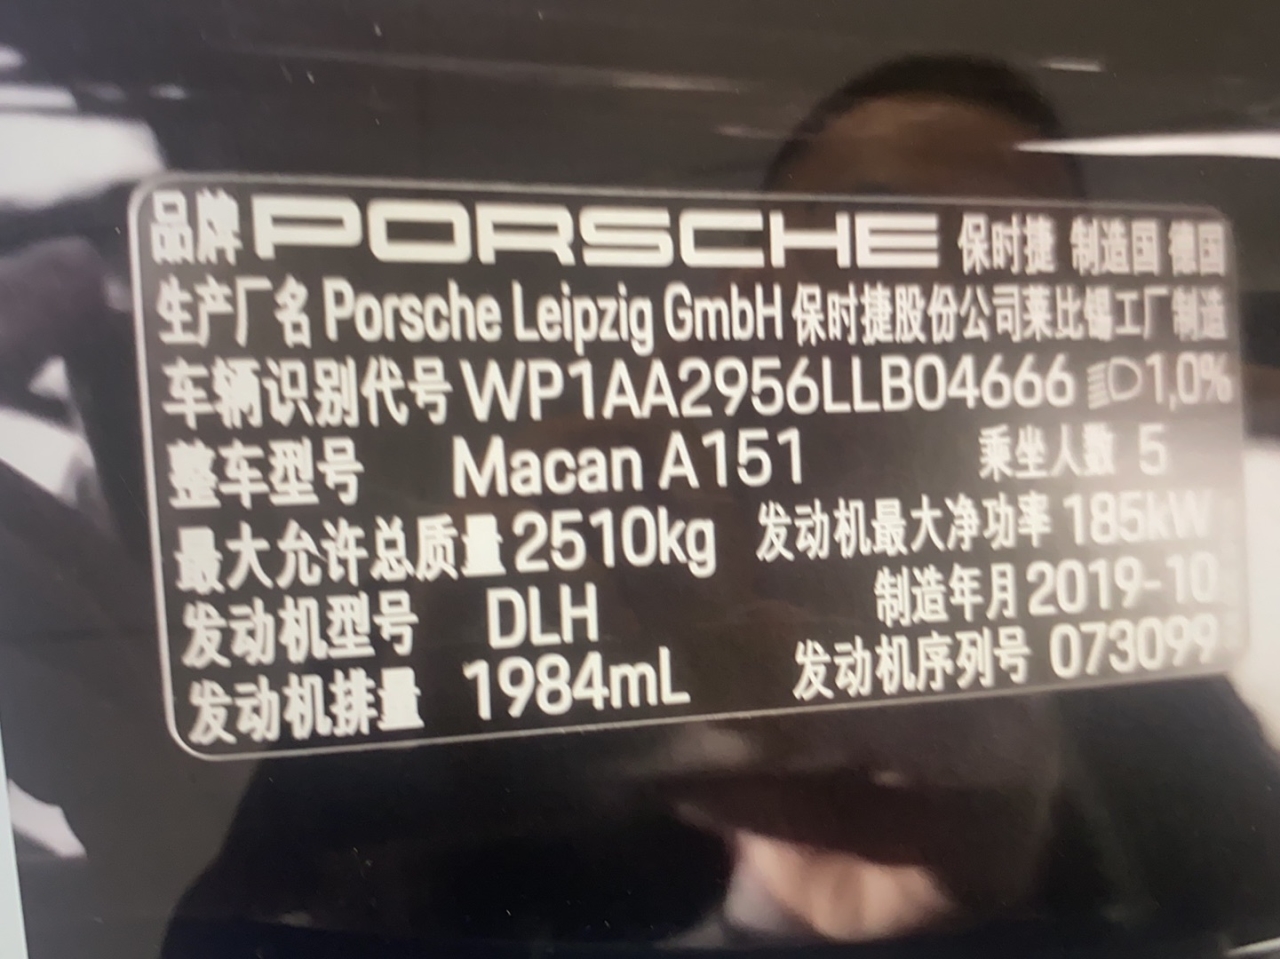 品牌 PORSCHE 保时捷 制造国 德国
生产厂名 Porsche Leipzig GmbH 保时捷股份公司莱比锡工厂制造
车辆识别代号 WP1AA2956LLB04666 1,0%
整车型号 Macan A151 乘坐人数 5
最大允许总质量 2510kg 发动机最大净功率 185kW
发动机型号 DLH 制造年月 2019-10
发动机排量 1984mL 发动机序列号 073099